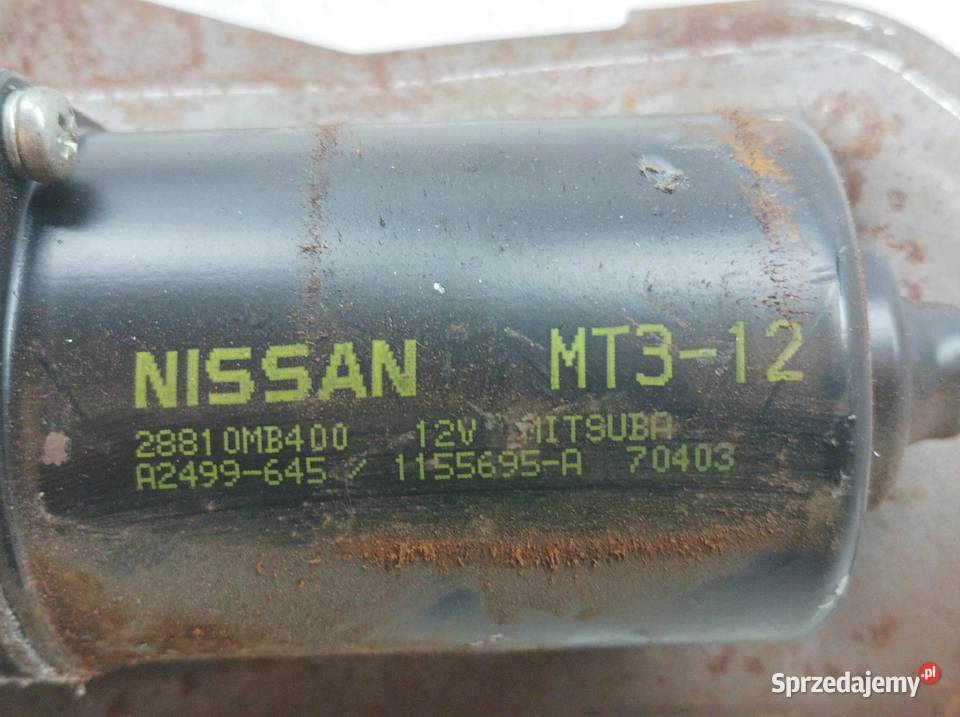 NISSAN MT3-12
28810MB400 12V MITSUBA
A2499-645 / 1155695-A 70403
Sprzedajemy.pl